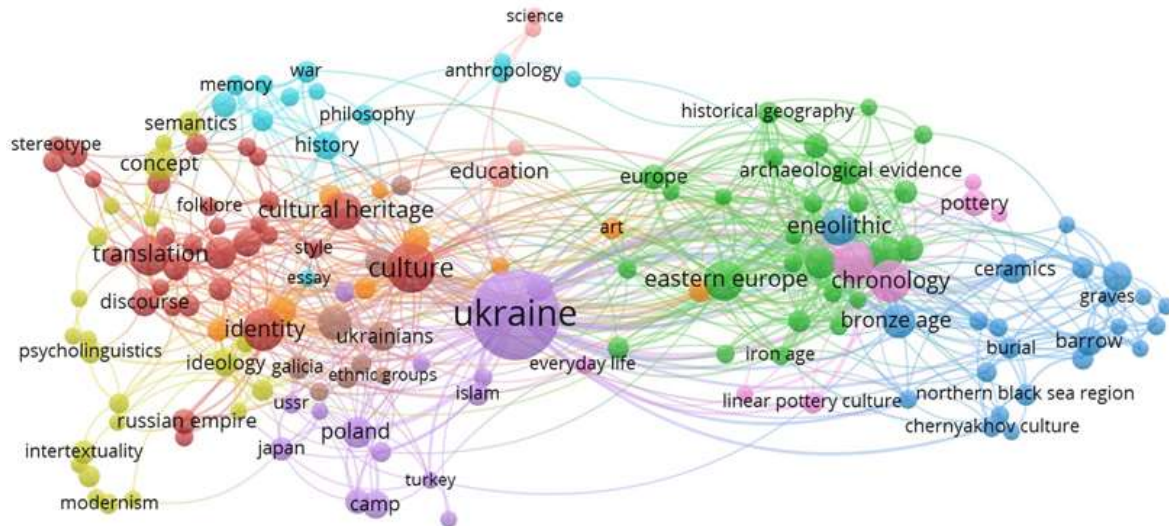 science
war
anthropology
memory
philosophy
historical geography
semantics
stereotype
history
concept
education
europe
archaeological evidence
pottery
folklore
cultural heritage
art
eneolithic
translation
style
culture
essay
eastern europe
chronology
ceramics
discourse
graves
ukraine
identity
ukrainians
bronze age
psycholinguistics
ideology
galicia
ethnic groups
everyday life
iron age
burial
barrow
ussr
islam
linear pottery culture
northern black sea region
russian empire
poland
chernyakhov culture
intertextuality
japan
turkey
modernism
camp